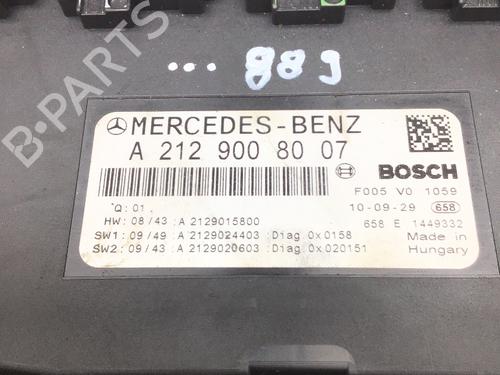 B-PARTS
... 889
MERCEDES-BENZ
A 212 900 80 07
BOSCH
Q: 01
F005 V0 1059
HW: 08/43: A 2129015800
10-09-29 658
SW1: 09/49 A 2129024403: Diag 0x0158
658 E 1449332
SW2: 09/43 A 2129020603: Diag 0x020151
Made in
Hungary